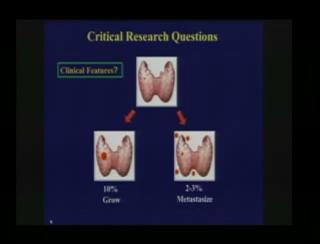 Critical Research Questions
Clinical Features?
10%
Grow
2-3%
Metastasize